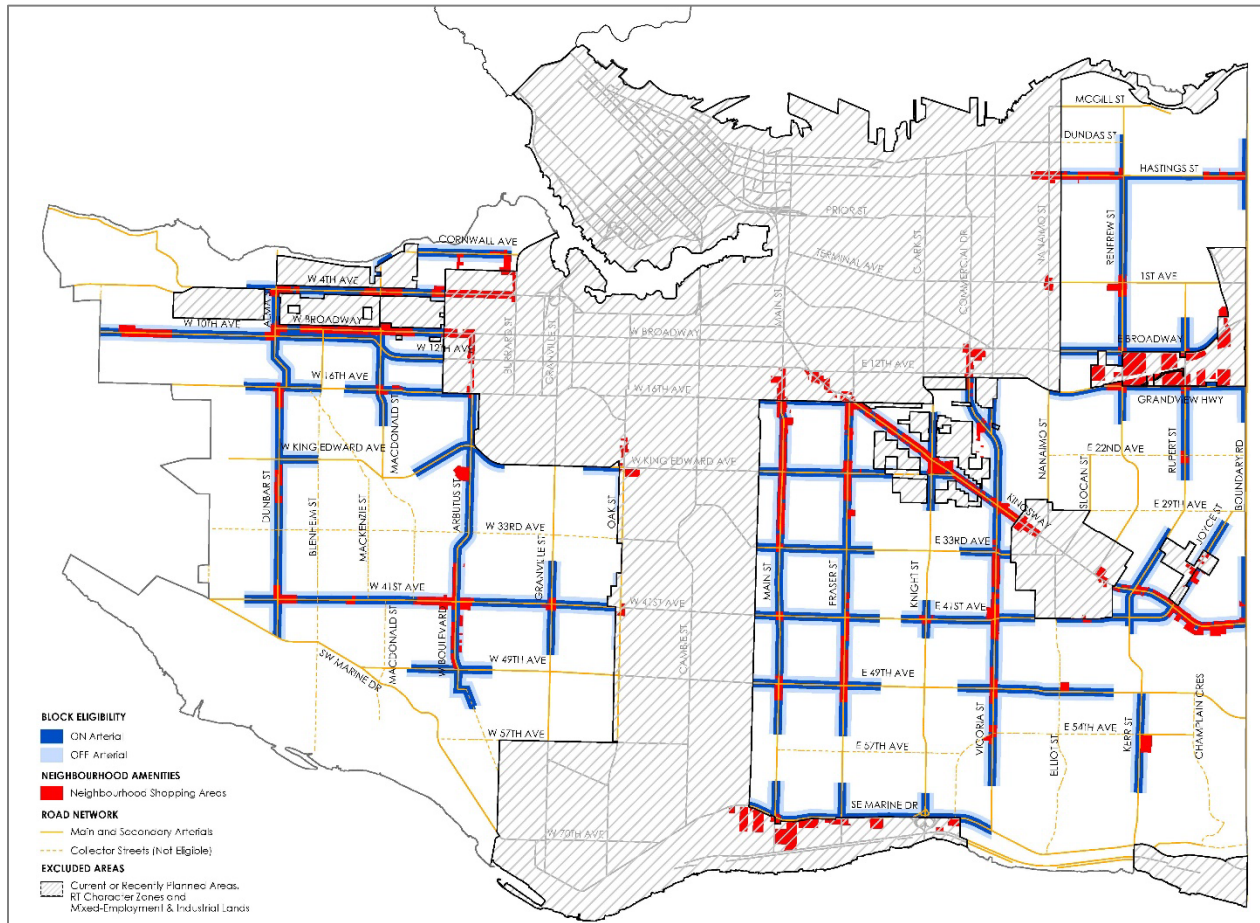 MCGILL ST
DUNDAS ST
HASTINGS ST
PRIOR ST
NANAIMO ST
RENFREW ST
CLARK ST
COMMERCIAL DR
TERMINAL AVE
MAIN ST
1ST AVE
CORNWALL AVE
W 4TH AVE
ALMA
W 10TH AVE
W BROADWAY
W BROADWAY
E BROADWAY
BURRARD ST
GRANVILLE ST
W 12TH AVE
E 12TH AVE
W 16TH AVE
W 16TH AVE
GRANDVIEW HWY
MACDONALD ST
W KING EDWARD AVE
W KING EDWARD AVE
E 22ND AVE
RUPERT ST
BOUNDARY RD
NANAIMO ST
SLOCAN ST
DUNBAR ST
BLENHEIM ST
MACKENZIE ST
ARBUTUS ST
OAK ST
KINGSWAY
E 29TH AVE
JOYCE ST
W 33RD AVE
E 33RD AVE
GRANVILLE ST
MAIN ST
FRASER ST
KNIGHT ST
W 41ST AVE
W 41ST AVE
E 41ST AVE
MACDONALD ST
W BOULEVARD
CAMBIE ST
SW MARINE DR
W 49TH AVE
E 49TH AVE
W 57TH AVE
E 57TH AVE
VICTORIA ST
ELLIOT ST
E 54TH AVE
KERR ST
CHAMPLAIN CRES
SE MARINE DR
W 70TH AVE
BLOCK ELIGIBILITY
ON Arterial
OFF Arterial
NEIGHBOURHOOD AMENITIES
Neighbourhood Shopping Areas
ROAD NETWORK
Main and Secondary Arterials
Collector Streets (Not Eligible)
EXCLUDED AREAS
Current or Recently Planned Areas,
RT Character Zones and
Mixed-Employment & Industrial Lands